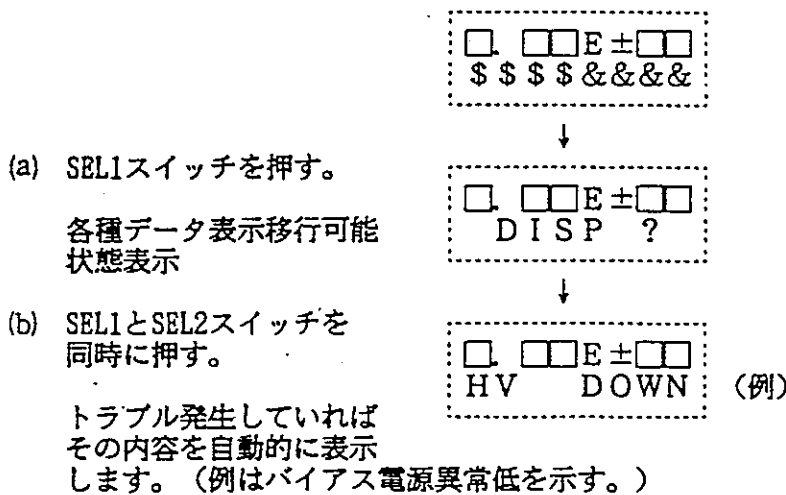 □. □□E±□□
$$$$&&&&
↓
(a) SEL1スイッチを押す。
各種データ表示移行可能
状態表示
□. □□E±□□
DISP ?
↓
(b) SEL1とSEL2スイッチを
同時に押す。
□. □□E±□□
HV DOWN (例)
トラブル発生していれば
その内容を自動的に表示
します。(例はバイアス電源異常低を示す。)